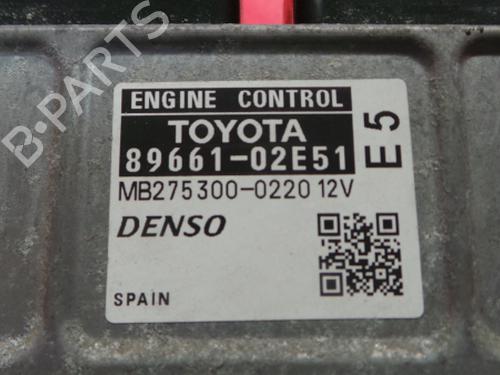 B-PARTS
ENGINE CONTROL
TOYOTA
89661-02E51
E5
MB275300-0220 12V
DENSO
SPAIN